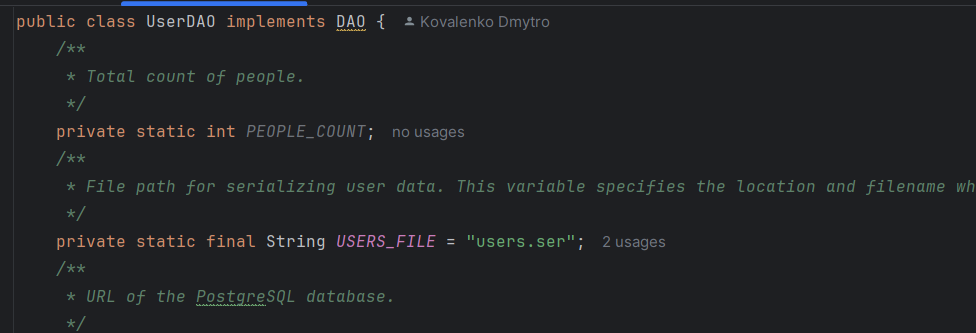 public class UserDAO implements DAO { Kovalenko Dmytro
/**
* Total count of people.
*/
private static int PEOPLE_COUNT; no usages
/**
* File path for serializing user data. This variable specifies the location and filename wh
*/
private static final String USERS_FILE = "users.ser"; 2 usages
/**
* URL of the PostgreSQL database.
*/